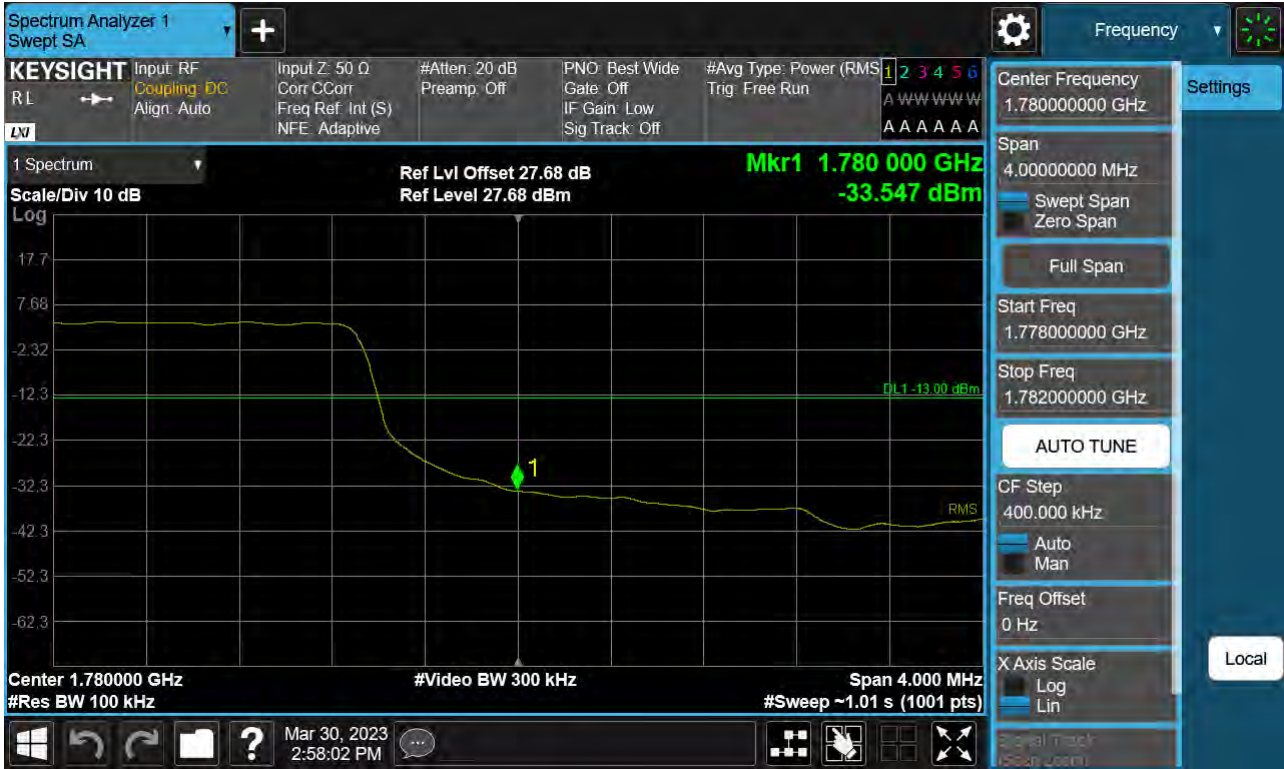 Spectrum Analyzer 1
Swept SA
+
Frequency
KEYSIGHT
RL
LXI
Input: RF
Coupling: DC
Align: Auto
Input Z: 50 Ω
Corr CCorr
Freq Ref: Int (S)
NFE: Adaptive
#Atten: 20 dB
Preamp: Off
PNO: Best Wide
Gate: Off
IF Gain: Low
Sig Track: Off
#Avg Type: Power (RMS
Trig: Free Run
1 2 3 4 5 6
A W W W W W
A A A A A A
Center Frequency
1.780000000 GHz
Settings
Span
4.00000000 MHz
Swept Span
Zero Span
Full Span
Start Freq
1.778000000 GHz
Stop Freq
1.782000000 GHz
AUTO TUNE
CF Step
400.000 kHz
Auto
Man
Freq Offset
0 Hz
X Axis Scale
Log
Lin
Signal Track
(Span Zoom)
Local
1 Spectrum
Scale/Div 10 dB
Ref Lvl Offset 27.68 dB
Ref Level 27.68 dBm
Mkr1 1.780 000 GHz
-33.547 dBm
Log
17.7
7.68
-2.32
-12.3
-22.3
-32.3
-42.3
-52.3
-62.3
DL1 -13.00 dBm
1
RMS
Center 1.780000 GHz
#Video BW 300 kHz
Span 4.000 MHz
#Res BW 100 kHz
#Sweep ~1.01 s (1001 pts)
?
Mar 30, 2023
2:58:02 PM